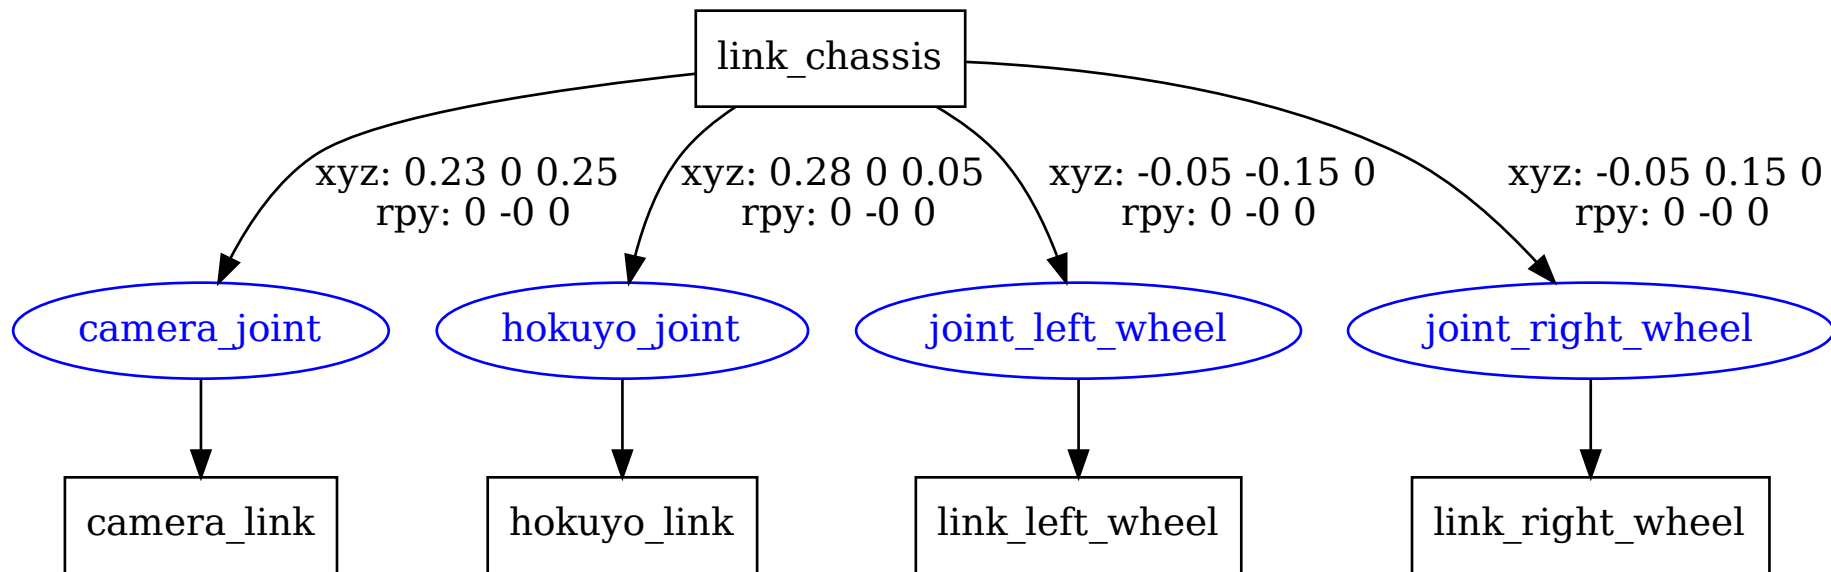 link_chassis
xyz: 0.23 0 0.25
rpy: 0 -0 0
xyz: 0.28 0 0.05
rpy: 0 -0 0
xyz: -0.05 -0.15 0
rpy: 0 -0 0
xyz: -0.05 0.15 0
rpy: 0 -0 0
camera_joint
hokuyo_joint
joint_left_wheel
joint_right_wheel
camera_link
hokuyo_link
link_left_wheel
link_right_wheel